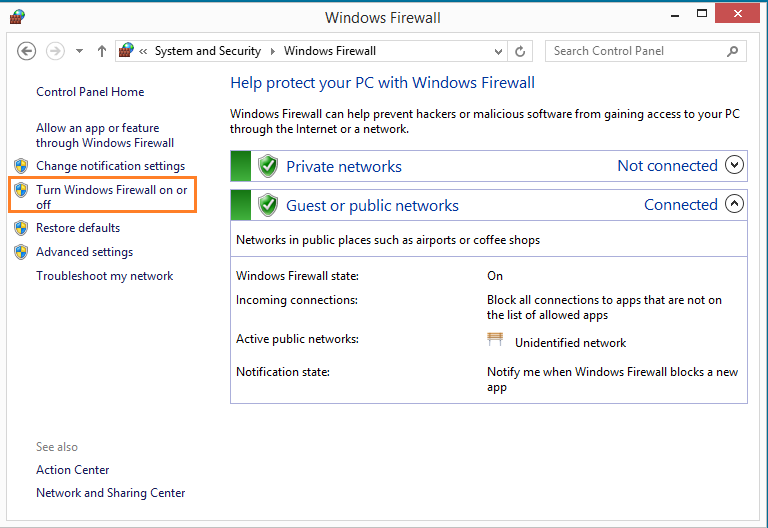 Windows Firewall
« System and Security › Windows Firewall
Search Control Panel
Control Panel Home
Allow an app or feature
through Windows Firewall
Change notification settings
Turn Windows Firewall on or
off
Restore defaults
Advanced settings
Troubleshoot my network
See also
Action Center
Network and Sharing Center
Help protect your PC with Windows Firewall
Windows Firewall can help prevent hackers or malicious software from gaining access to your PC
through the Internet or a network.
Private networks Not connected
Guest or public networks Connected
Networks in public places such as airports or coffee shops
Windows Firewall state: On
Incoming connections: Block all connections to apps that are not on
the list of allowed apps
Active public networks: Unidentified network
Notification state: Notify me when Windows Firewall blocks a new
app